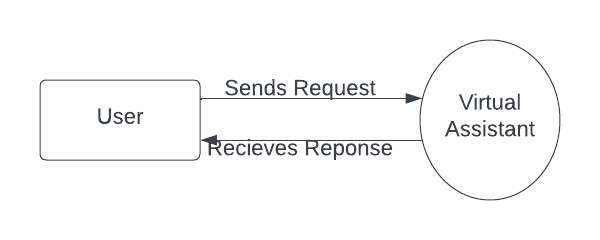 User
Sends Request
Recieves Reponse
Virtual
Assistant